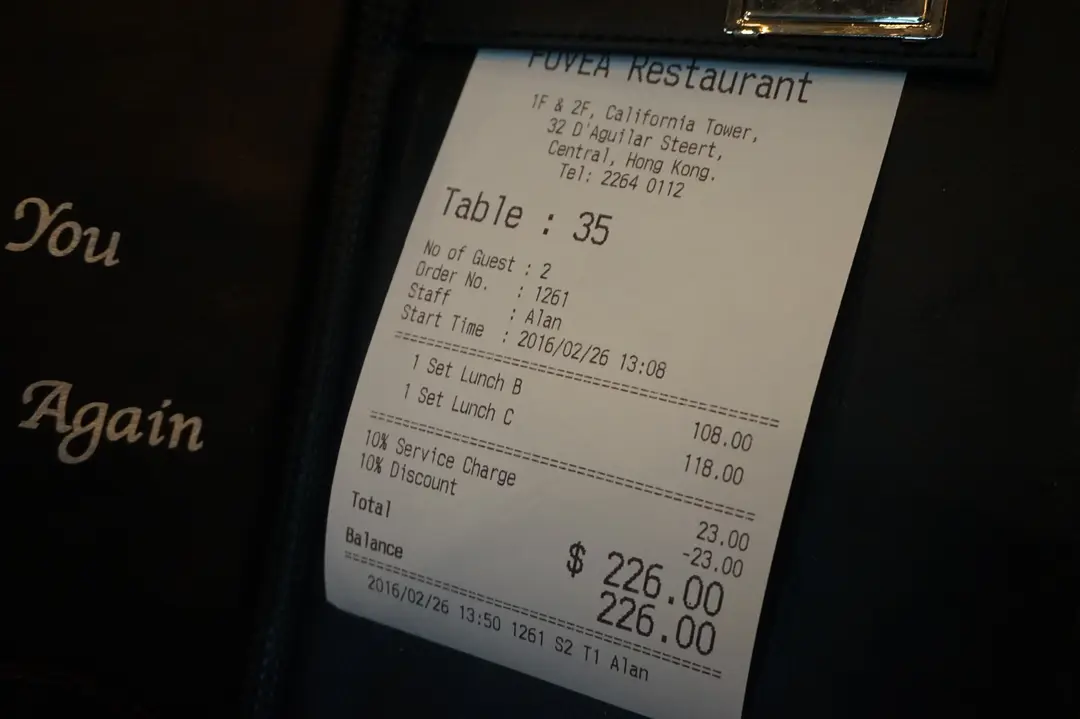 You
Again
FOVEA Restaurant
1F & 2F, California Tower,
32 D'Aguilar Steert,
Central, Hong Kong.
Tel: 2264 0112
Table : 35
No of Guest : 2
Order No. : 1261
Staff : Alan
Start Time : 2016/02/26 13:08
1 Set Lunch B 108.00
1 Set Lunch C 118.00
10% Service Charge 23.00
10% Discount -23.00
Total $ 226.00
Balance 226.00
2016/02/26 13:50 1261 S2 T1 Alan